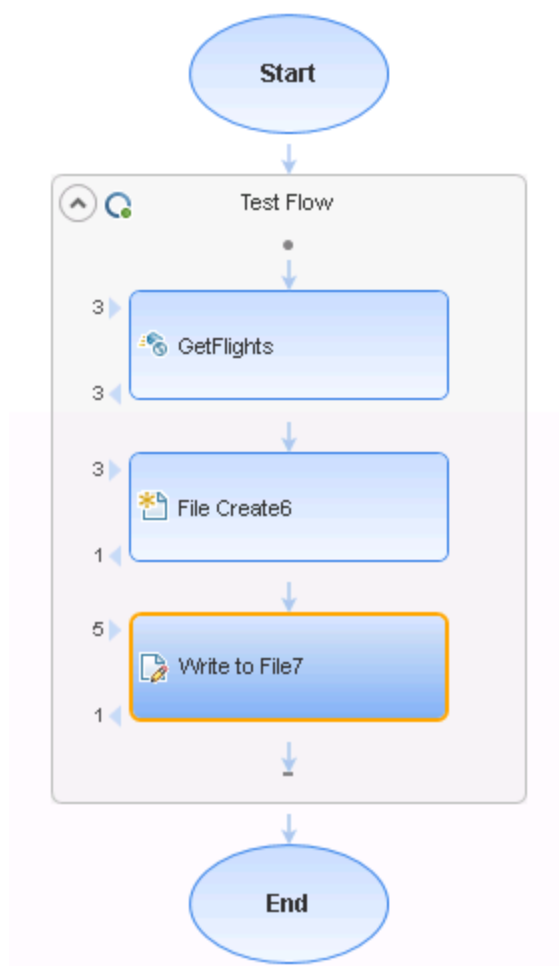 Start
Test Flow
3
GetFlights
3
3
File Create6
1
5
Write to File7
1
End